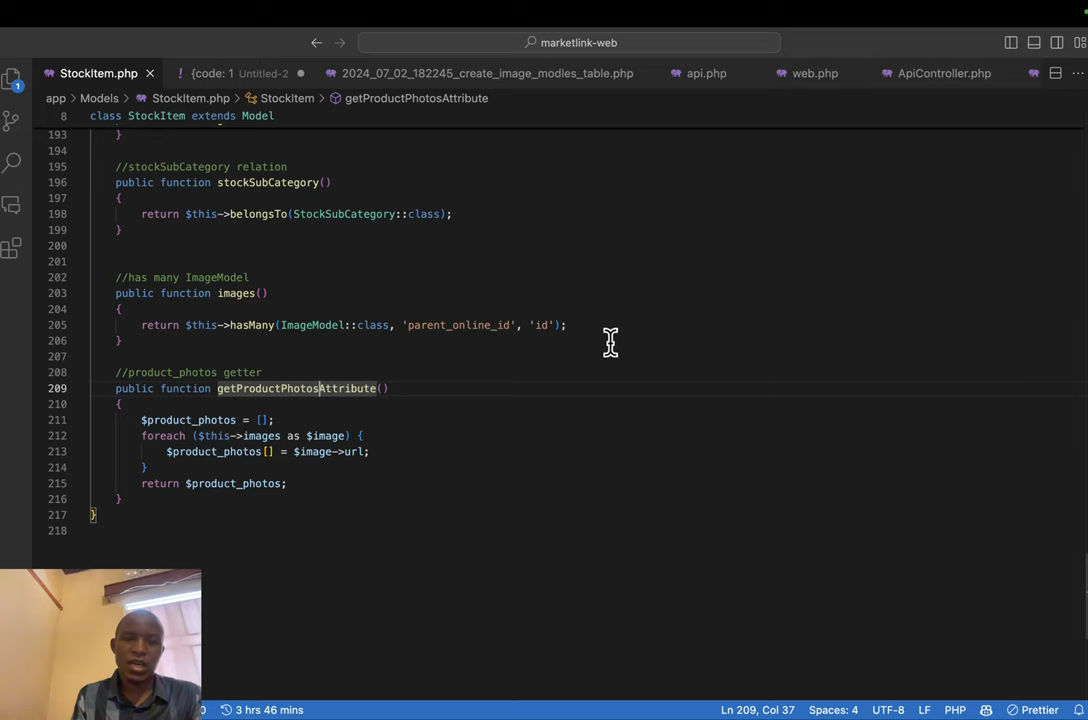 marketlink-web
StockItem.php
{code: 1 Untitled-2
2024_07_02_182245_create_image_modles_table.php
api.php
web.php
ApiController.php
app > Models > StockItem.php > StockItem > getProductPhotosAttribute
8 class StockItem extends Model
193 }
194
195 //stockSubCategory relation
196 public function stockSubCategory()
197 {
198 return $this->belongsTo(StockSubCategory::class);
199 }
200
201
202 //has many ImageModel
203 public function images()
204 {
205 return $this->hasMany(ImageModel::class, 'parent_online_id', 'id');
206 }
207
208 //product_photos getter
209 public function getProductPhotosAttribute()
210 {
211 $product_photos = [];
212 foreach ($this->images as $image) {
213 $product_photos[] = $image->url;
214 }
215 return $product_photos;
216 }
217 }
218
1
0 3 hrs 46 mins Ln 209, Col 37 Spaces: 4 UTF-8 LF PHP Prettier